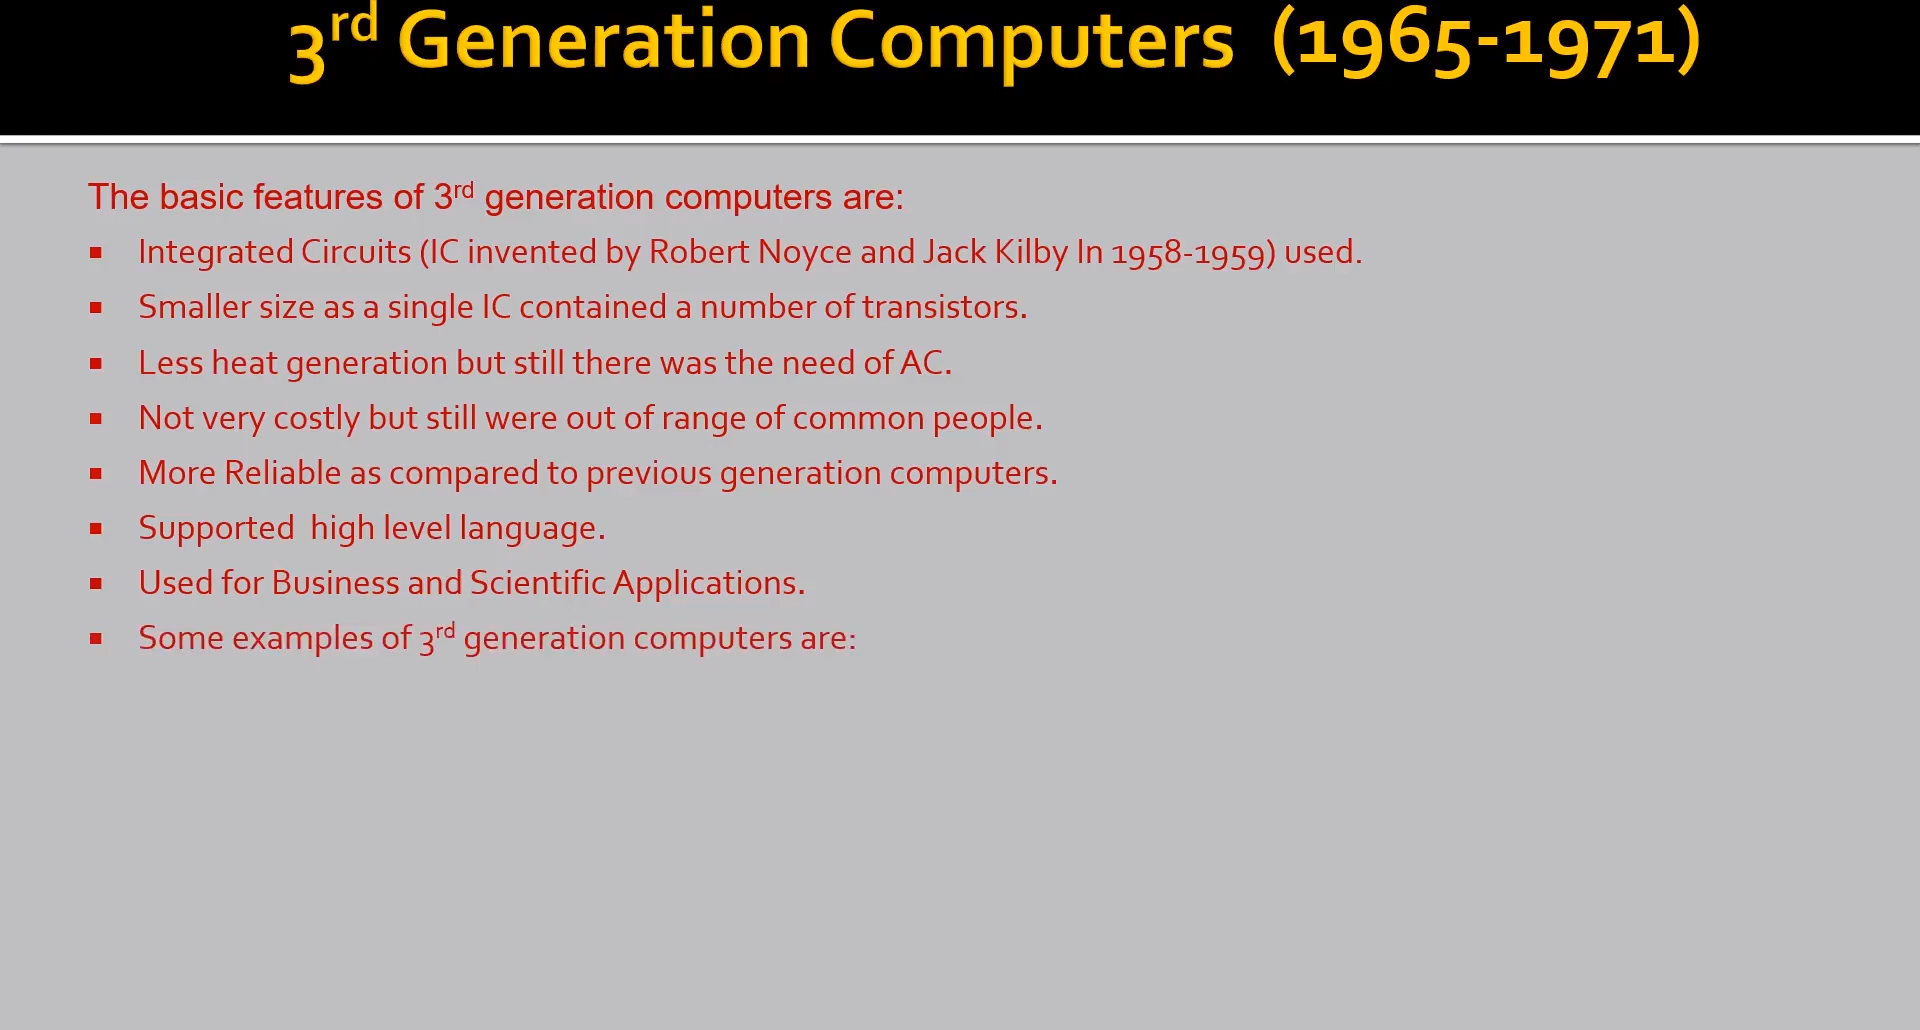 3rd Generation Computers (1965-1971)
The basic features of 3rd generation computers are:
▪ Integrated Circuits (IC invented by Robert Noyce and Jack Kilby In 1958-1959) used.
▪ Smaller size as a single IC contained a number of transistors.
▪ Less heat generation but still there was the need of AC.
▪ Not very costly but still were out of range of common people.
▪ More Reliable as compared to previous generation computers.
▪ Supported  high level language.
▪ Used for Business and Scientific Applications.
▪ Some examples of 3rd generation computers are: